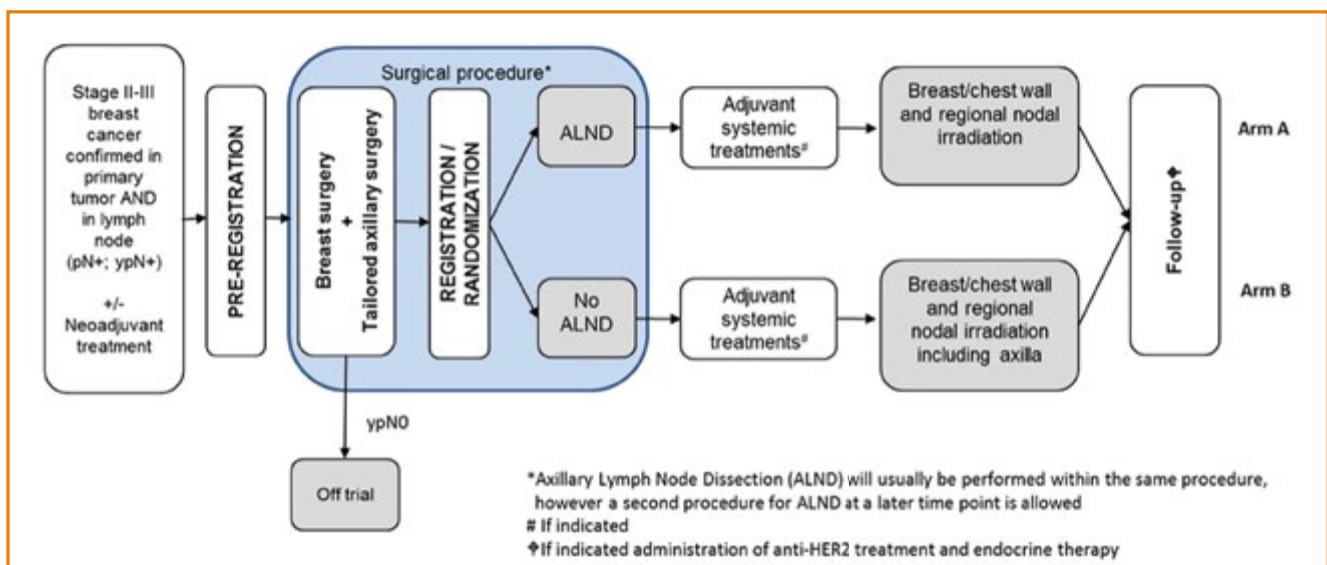 Stage II-III
breast
cancer
confirmed in
primary
tumor AND
in lymph
node
(pN+; ypN+)
+/-
Neoadjuvant
treatment
PRE-REGISTRATION
Surgical procedure*
Breast surgery
+
Tailored axillary surgery
REGISTRATION /
RANDOMIZATION
ALND
Adjuvant
systemic
treatments#
Breast/chest wall
and regional nodal
irradiation
Arm A
No
ALND
Adjuvant
systemic
treatments#
Breast/chest wall
and regional
nodal irradiation
including axilla
Arm B
Follow-up✥
ypN0
Off trial
*Axillary Lymph Node Dissection (ALND) will usually be performed within the same procedure,
however a second procedure for ALND at a later time point is allowed
# If indicated
✥If indicated administration of anti-HER2 treatment and endocrine therapy